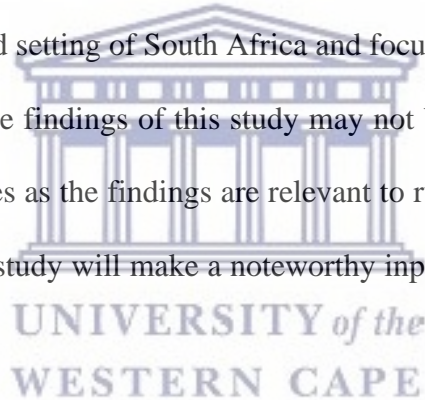 d setting of South Africa and focu
e findings of this study may not
es as the findings are relevant to r
study will make a noteworthy inp
UNIVERSITY of the
WESTERN CAPE